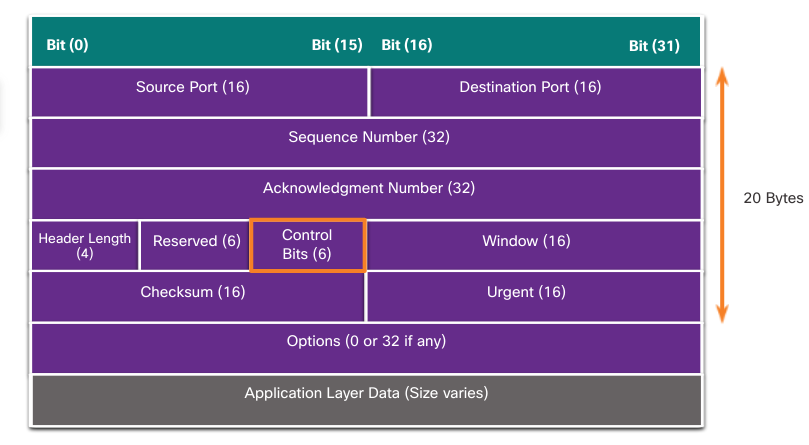 Bit (0) Bit (15) Bit (16) Bit (31)
Source Port (16) Destination Port (16)
Sequence Number (32)
Acknowledgment Number (32)
20 Bytes
Header Length
(4)
Reserved (6)
Control
Bits (6)
Window (16)
Checksum (16) Urgent (16)
Options (0 or 32 if any)
Application Layer Data (Size varies)